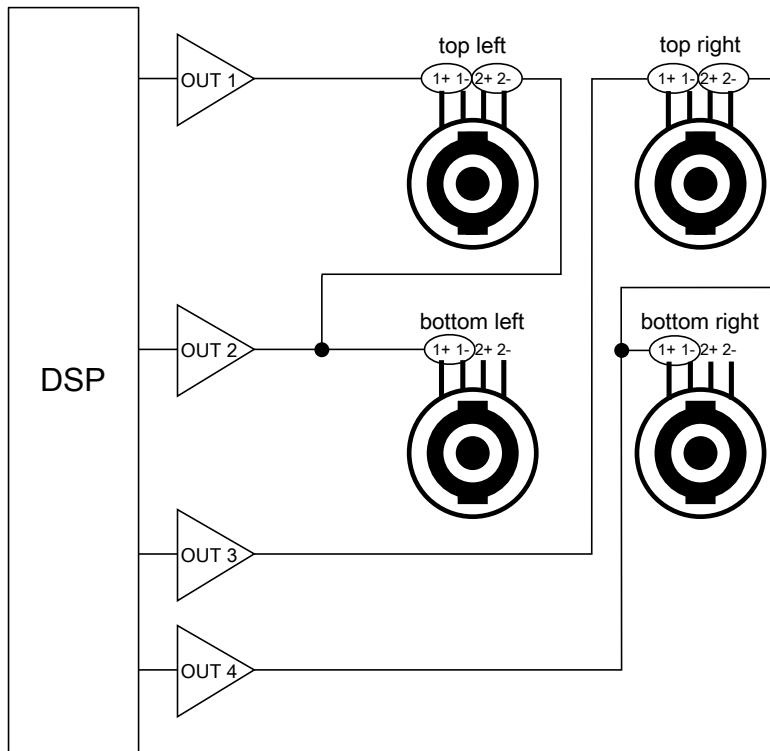 top left
top right
OUT 1
1+ 1- 2+ 2-
1+ 1- 2+ 2-
bottom left
bottom right
OUT 2
1+ 1- 2+ 2-
1+ 1- 2+ 2-
DSP
OUT 3
OUT 4